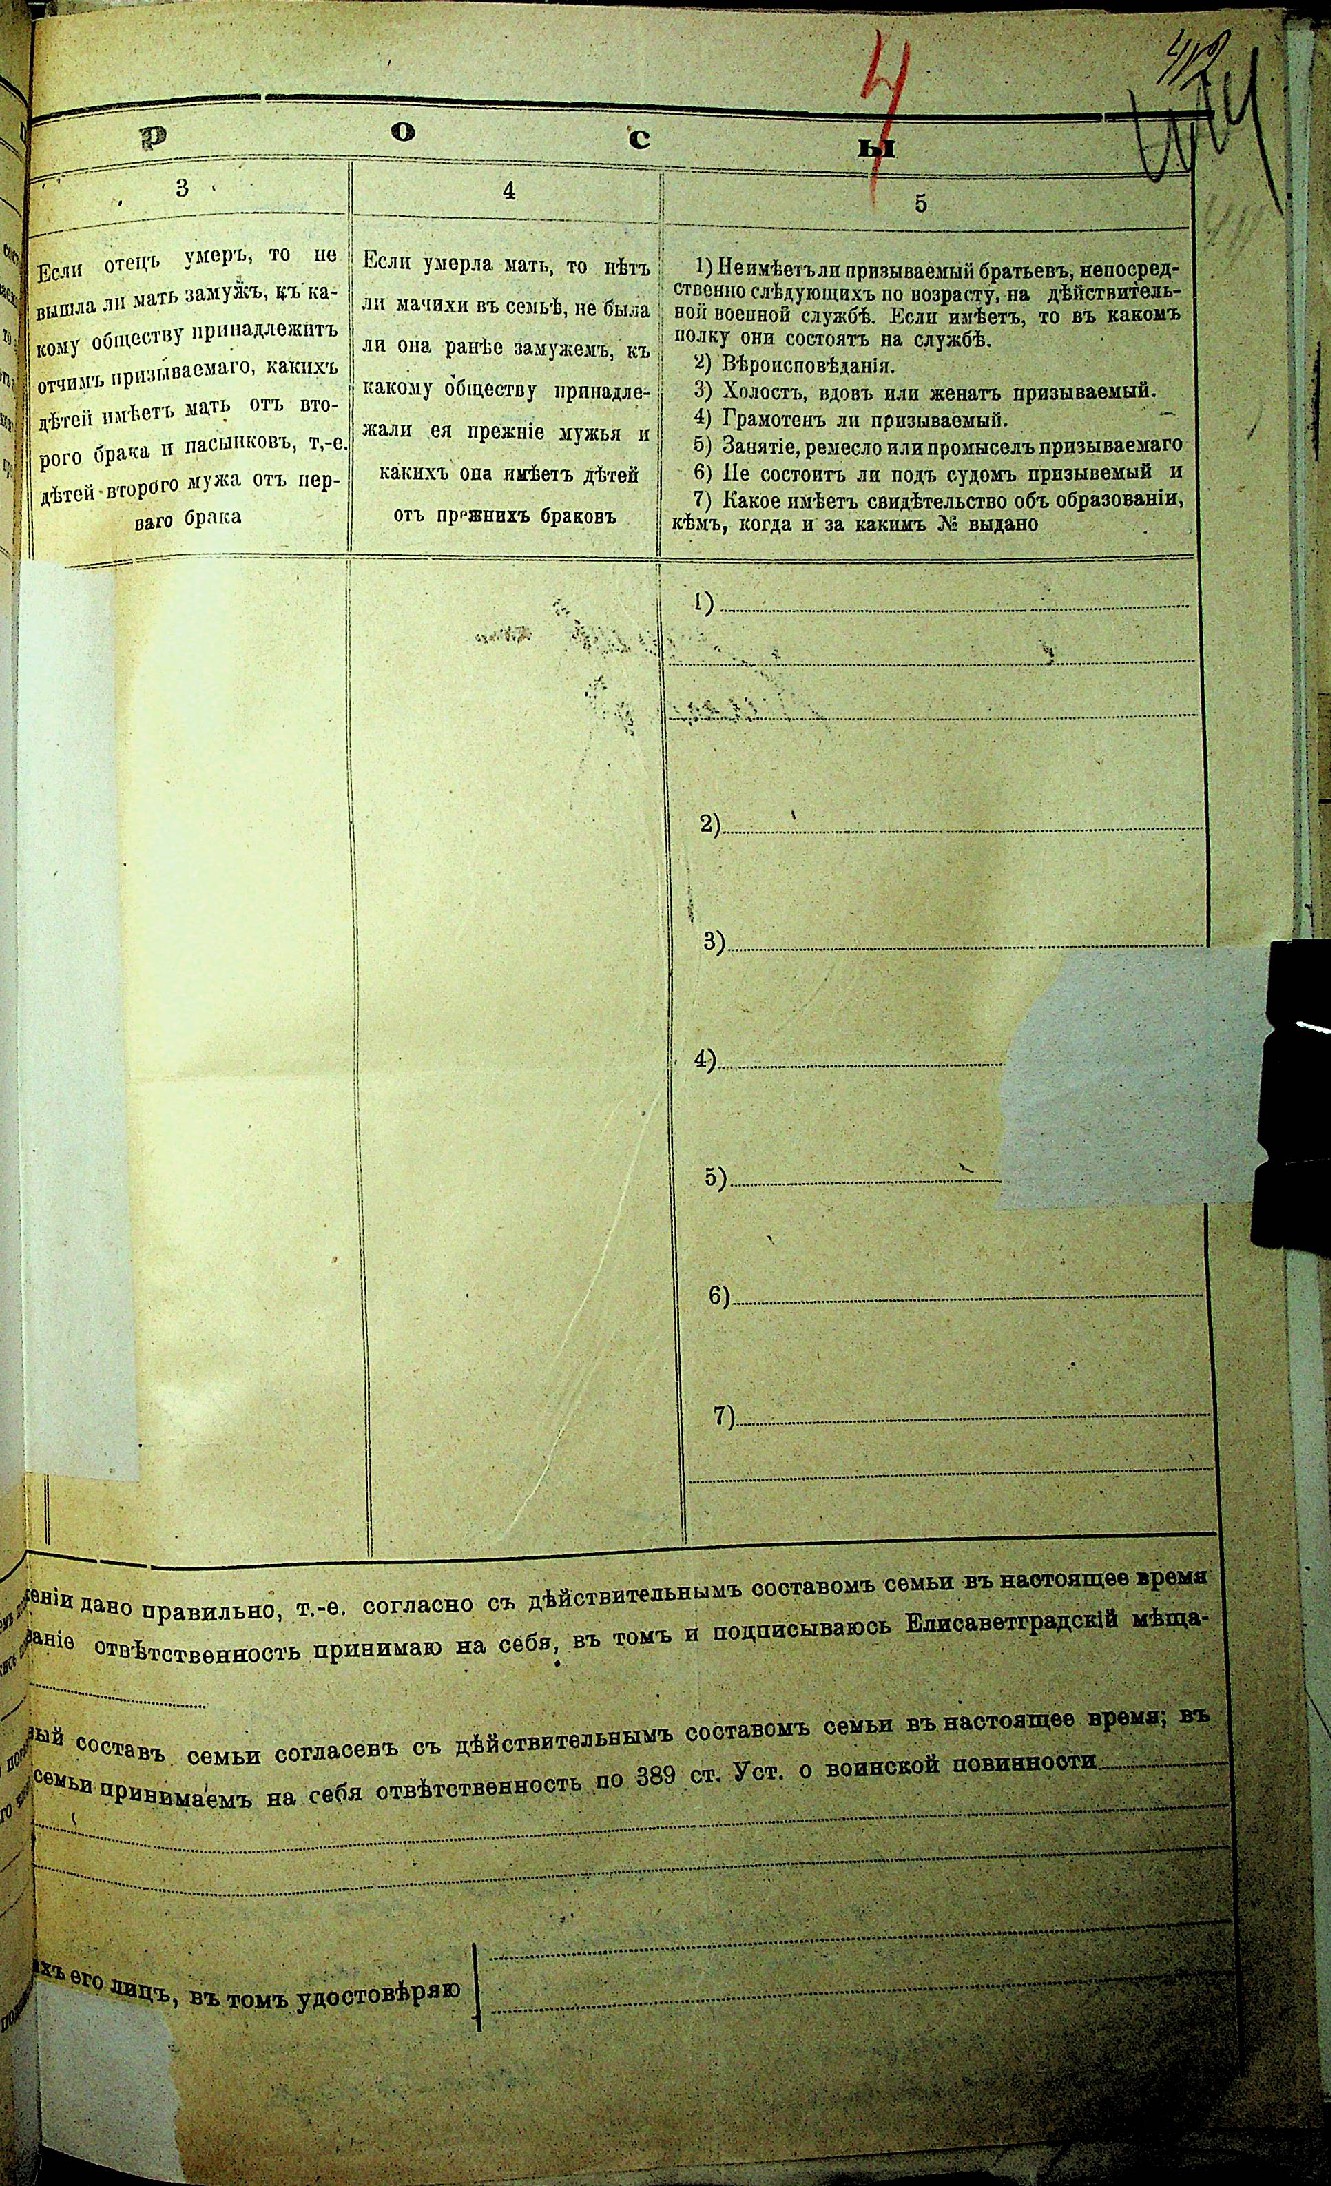 4
р о с ы
3
Если отецъ умеръ, то не
вышла ли мать замужъ, къ ка-
кому обществу принадлежитъ
отчимъ призываемаго, какихъ
дѣтей имѣетъ мать отъ вто-
рого брака и пасынковъ, т.-е.
дѣтей второго мужа отъ пер-
ваго брака
4
Если умерла мать, то нѣтъ
ли мачихи въ семьѣ, не была
ли она ранѣе замужемъ, къ
какому обществу принадле-
жали ея прежніе мужья и
какихъ она имѣетъ дѣтей
отъ прежнихъ браковъ
5
1) Неимѣетъли призываемый братьевъ, непосред-
ственно слѣдующихъ по возрасту, на дѣйствитель-
ной военной службѣ. Если имѣетъ, то въ какомъ
полку они состоятъ на службѣ.
2) Вѣроисповѣданія.
3) Холостъ, вдовъ или женатъ призываемый.
4) Грамотенъ ли призываемый.
5) Занятіе, ремесло или промыселъ призываемаго
6) Не состоитъ ли подъ судомъ призывемый и
7) Какое имѣетъ свидѣтельство объ образованіи,
кѣмъ, когда и за какимъ № выдано
1)
2)
3)
4)
5)
6)
7)
еніи дано правильно, т.-е. согласно съ дѣйствительнымъ составомъ семьи въ настоящее время
ваніе отвѣтственность принимаю на себя, въ томъ и подписываюсь Елисаветградскій мѣща-
ный составъ семьи согласевъ съ дѣйствительнымъ составомъ семьи въ настоящее время; въ
семьи принимаемъ на себя отвѣтственность по 389 ст. Уст. о воинской повинности
хъ его лицъ, въ томъ удостовѣряю